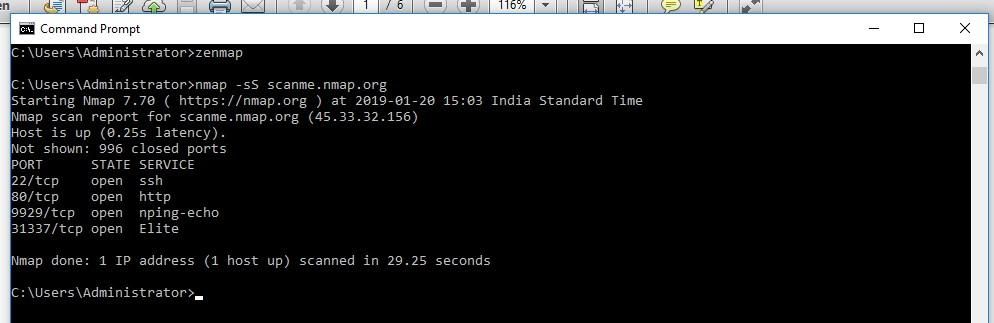 en
1 / 6
116%
Command Prompt
C:\Users\Administrator>zenmap
C:\Users\Administrator>nmap -sS scanme.nmap.org
Starting Nmap 7.70 ( https://nmap.org ) at 2019-01-20 15:03 India Standard Time
Nmap scan report for scanme.nmap.org (45.33.32.156)
Host is up (0.25s latency).
Not shown: 996 closed ports
PORT      STATE SERVICE
22/tcp    open  ssh
80/tcp    open  http
9929/tcp  open  nping-echo
31337/tcp open  Elite
Nmap done: 1 IP address (1 host up) scanned in 29.25 seconds
C:\Users\Administrator>